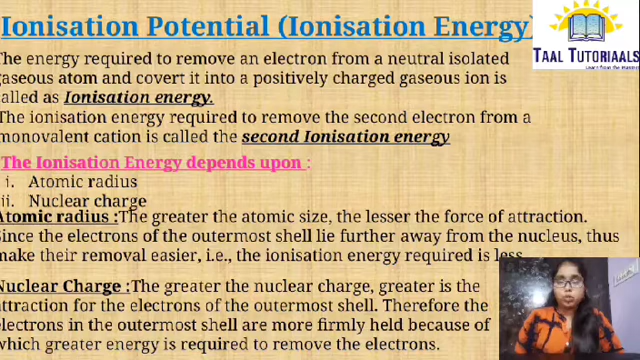 Ionisation Potential (Ionisation Energy)
TAAL TUTORIAALS
The energy required to remove an electron from a neutral isolated
gaseous atom and covert it into a positively charged gaseous ion is
called as Ionisation energy.
The ionisation energy required to remove the second electron from a
monovalent cation is called the second Ionisation energy
The Ionisation Energy depends upon :
i. Atomic radius
ii. Nuclear charge
Atomic radius :The greater the atomic size, the lesser the force of attraction.
Since the electrons of the outermost shell lie further away from the nucleus, thus
make their removal easier, i.e., the ionisation energy required is less.
Nuclear Charge :The greater the nuclear charge, greater is the
attraction for the electrons of the outermost shell. Therefore the
electrons in the outermost shell are more firmly held because of
which greater energy is required to remove the electrons.